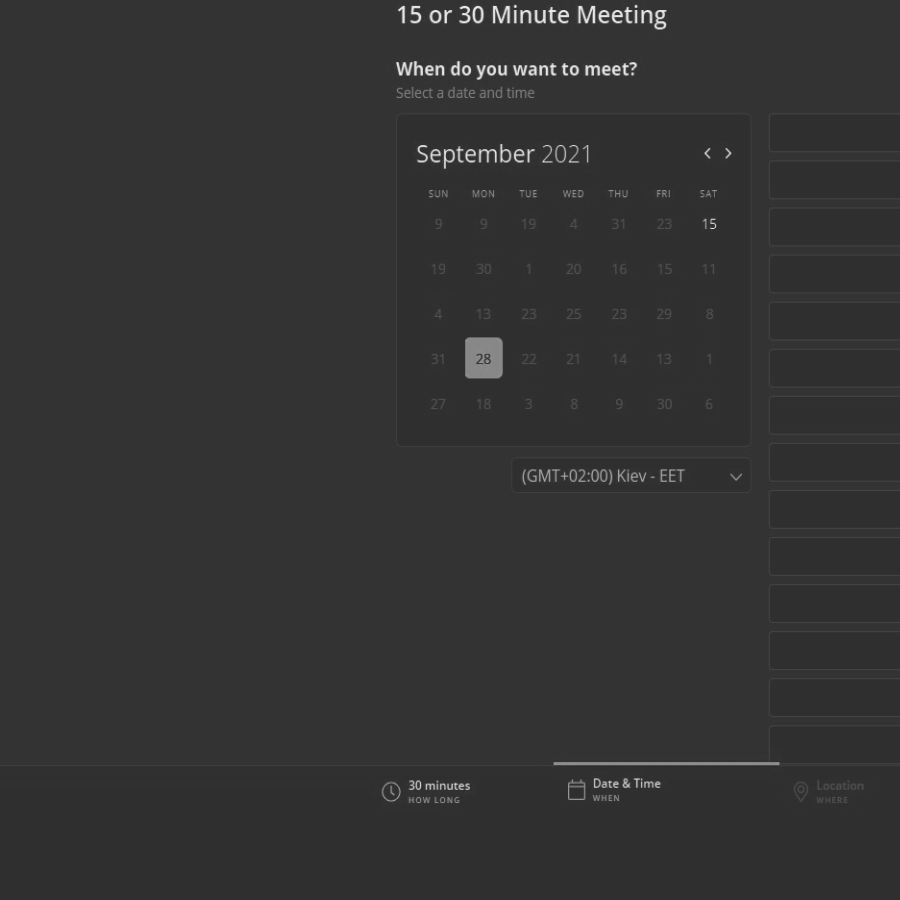 15 or 30 Minute Meeting
When do you want to meet?
Select a date and time
September 2021
SUN MON TUE WED THU FRI SAT
9 9 19 4 31 23 15
19 30 1 20 16 15 11
4 13 23 25 23 29 8
31 28 22 21 14 13 1
27 18 3 8 9 30 6
(GMT+02:00) Kiev - EET
30 minutes
HOW LONG
Date & Time
WHEN
Location
WHERE